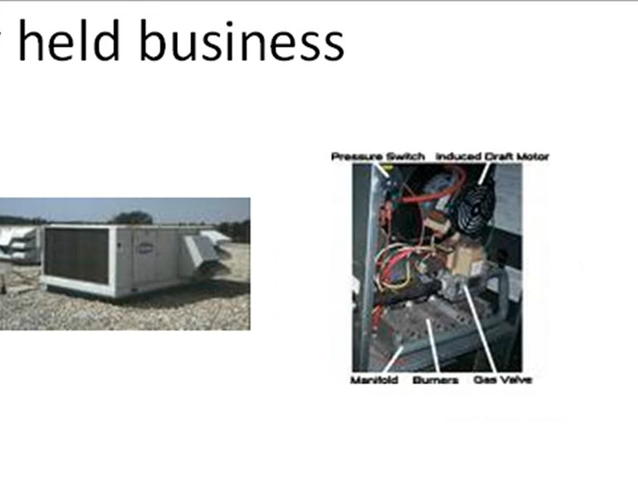 held business
Pressure Switch Induced Draft Motor
Manifold Burners Gas Valve